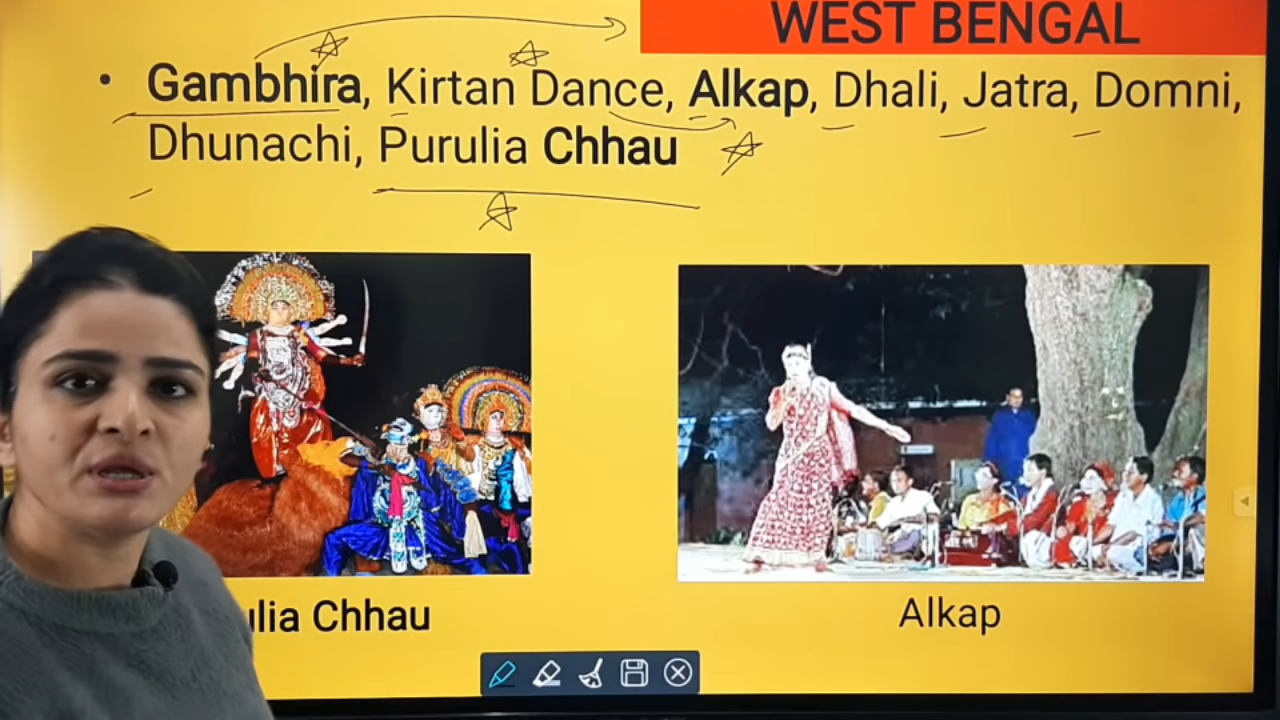 WEST BENGAL
• Gambhira, Kirtan Dance, Alkap, Dhali, Jatra, Domni,
Dhunachi, Purulia Chhau
ulia Chhau
Alkap